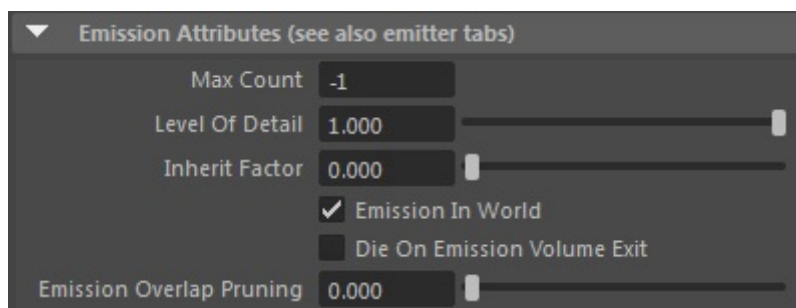 Emission Attributes (see also emitter tabs)
Max Count -1
Level Of Detail 1.000
Inherit Factor 0.000
Emission In World
Die On Emission Volume Exit
Emission Overlap Pruning 0.000